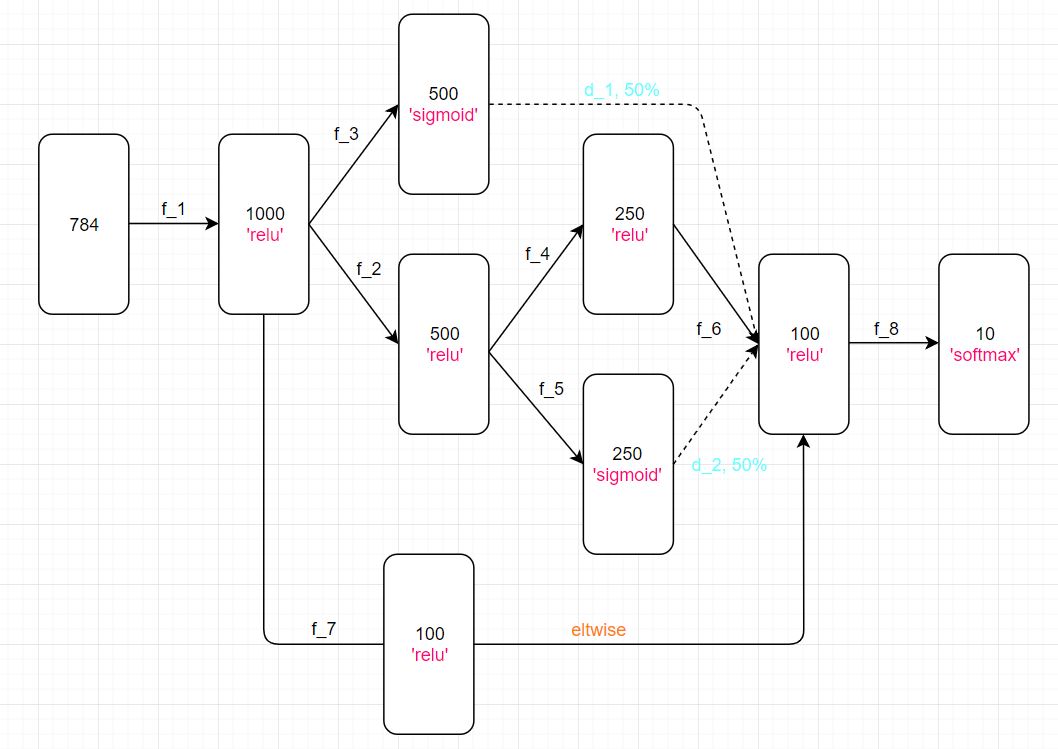 500
'sigmoid'
d_1, 50%
f_3
784
f_1
1000
'relu'
250
'relu'
f_4
f_2
500
'relu'
f_6
100
'relu'
f_8
10
'softmax'
f_5
250
'sigmoid'
d_2, 50%
f_7
100
'relu'
eltwise